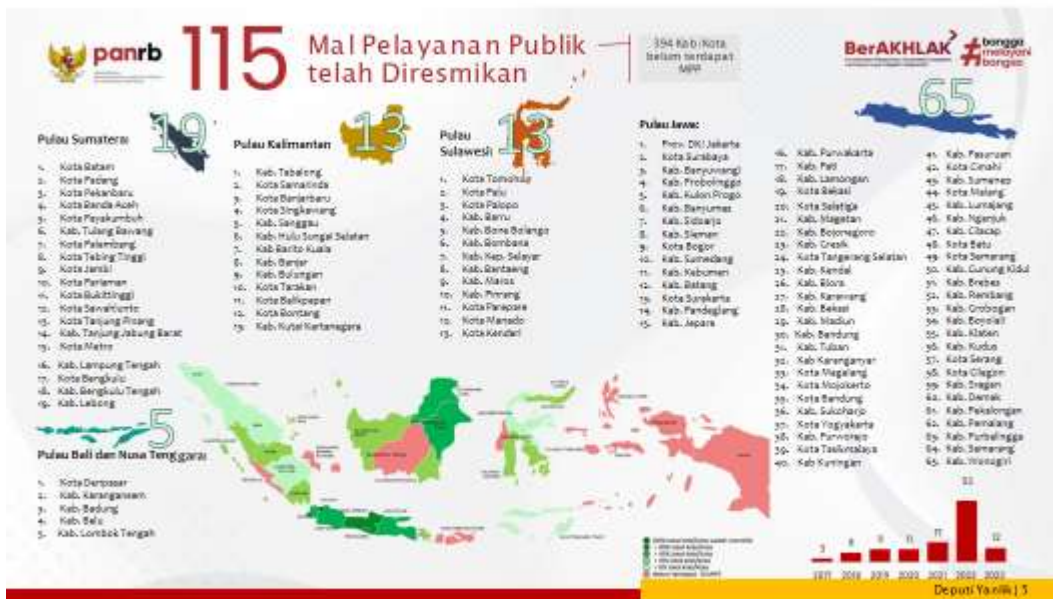 panrb
115
Mal Pelayanan Publik
telah Diresmikan
394 Kab/Kota
belum terdapat
MPP
BerAKHLAK
#bangga
melayani
bangsa
19
Pulau Sumatera:
1. Kota Batam
2. Kota Padang
3. Kota Pekanbaru
4. Kota Banda Aceh
5. Kota Payakumbuh
6. Kab. Tulang Bawang
7. Kota Palembang
8. Kota Tebing Tinggi
9. Kota Jambi
10. Kota Pariaman
11. Kota Bukittinggi
12. Kota Sawahlunto
13. Kota Tanjung Pinang
14. Kab. Tanjung Jabung Barat
15. Kota Metro
16. Kab. Lampung Tengah
17. Kota Bengkulu
18. Kab. Bengkulu Tengah
19. Kab. Lebong
5
Pulau Bali dan Nusa Tenggara:
1. Kota Denpasar
2. Kab. Karangasem
3. Kab. Badung
4. Kab. Belu
5. Kab. Lombok Tengah
13
Pulau Kalimantan
1. Kab. Tabalong
2. Kota Samarinda
3. Kota Banjarbaru
4. Kota Singkawang
5. Kab. Sanggau
6. Kab. Hulu Sungai Selatan
7. Kab Barito Kuala
8. Kab. Banjar
9. Kab. Bulungan
10. Kota Tarakan
11. Kota Balikpapan
12. Kota Bontang
13. Kab. Kutai Kartanegara
13
Pulau
Sulawesi:
1. Kota Tomohon
2. Kota Palu
3. Kota Palopo
4. Kab. Barru
5. Kab. Bone Bolango
6. Kab. Bombana
7. Kab. Kep. Selayar
8. Kab. Bantaeng
9. Kab. Maros
10. Kab. Pinrang
11. Kota Parepare
12. Kota Manado
13. Kota Kendari
65
Pulau Jawa:
1. Prov. DKI Jakarta
2. Kota Surabaya
3. Kab. Banyuwangi
4. Kab. Probolinggo
5. Kab. Kulon Progo
6. Kab. Banyumas
7. Kab. Sidoarjo
8. Kab. Sleman
9. Kota Bogor
10. Kab. Sumedang
11. Kab. Kebumen
12. Kab. Batang
13. Kota Surakarta
14. Kab. Pandeglang
15. Kab. Jepara
16. Kab. Purwakarta
17. Kab. Pati
18. Kab. Lamongan
19. Kota Bekasi
20. Kota Salatiga
21. Kab. Magetan
22. Kab. Bojonegoro
23. Kab. Gresik
24. Kota Tangerang Selatan
25. Kab. Kendal
26. Kab. Blora
27. Kab. Karawang
28. Kab. Bekasi
29. Kab. Madiun
30. Kab. Bandung
31. Kab. Tuban
32. Kab Karanganyar
33. Kota Magelang
34. Kota Mojokerto
35. Kota Bandung
36. Kab. Sukoharjo
37. Kota Yogyakarta
38. Kab. Purworejo
39. Kota Tasikmalaya
40. Kab Kuningan
41. Kab. Pasuruan
42. Kota Cimahi
43. Kab. Sumenep
44. Kota Malang
45. Kab. Lumajang
46. Kab. Nganjuk
47. Kab. Cilacap
48. Kota Batu
49. Kota Semarang
50. Kab. Gunung Kidul
51. Kab. Brebes
52. Kab. Rembang
53. Kab. Grobogan
54. Kab. Boyolali
55. Kab. Klaten
56. Kab. Kudus
57. Kota Serang
58. Kota Cilegon
59. Kab. Sragen
60. Kab. Demak
61. Kab. Pekalongan
62. Kab. Pemalang
63. Kab. Purbalingga
64. Kab. Semarang
65. Kab. Wonogiri
3 8 9 11 17 53 12
2017 2018 2019 2020 2021 2022 2023
Deputi Yanlik | 3